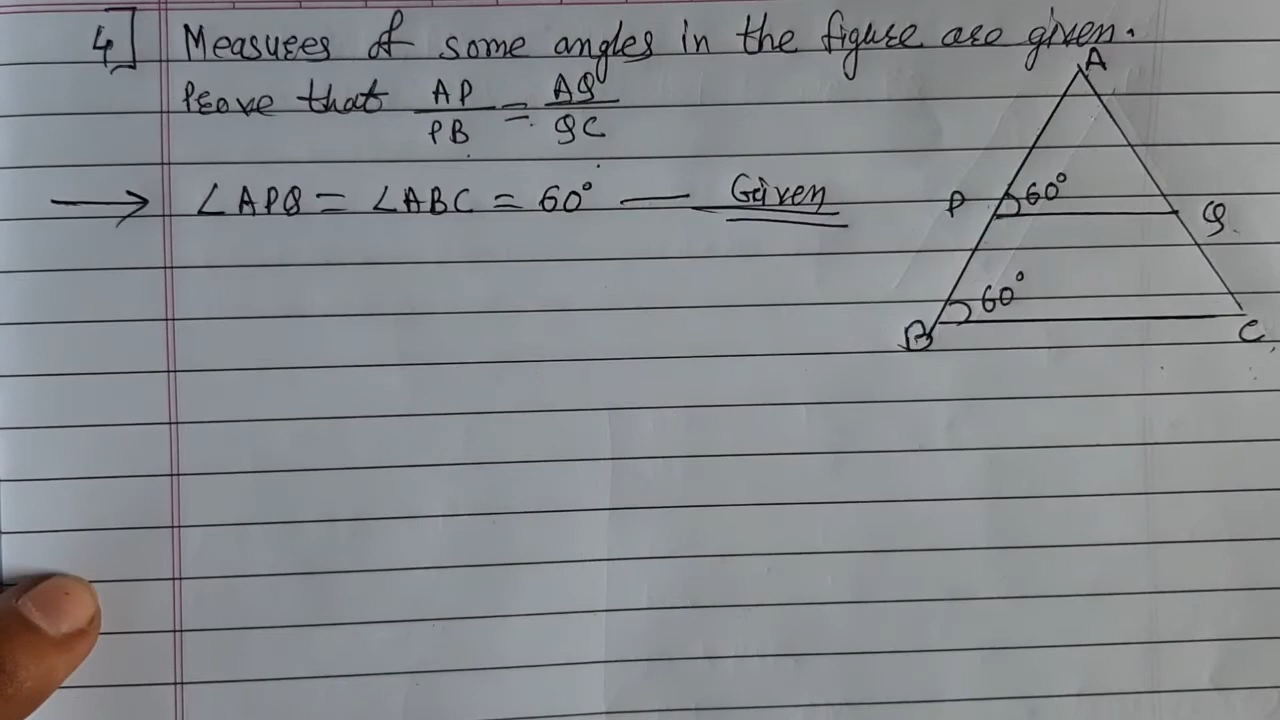 4] Measures of some angles in the figure are given.
Prove that AP/PB = AQ/QC
→ ∠APQ = ∠ABC = 60° — Given
A
P 60° Q.
60°
B C